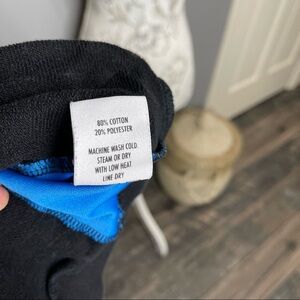 80% COTTON
20% POLYESTER
MACHINE WASH COLD
STEAM OR DRY
WITH LOW HEAT
LINE DRY